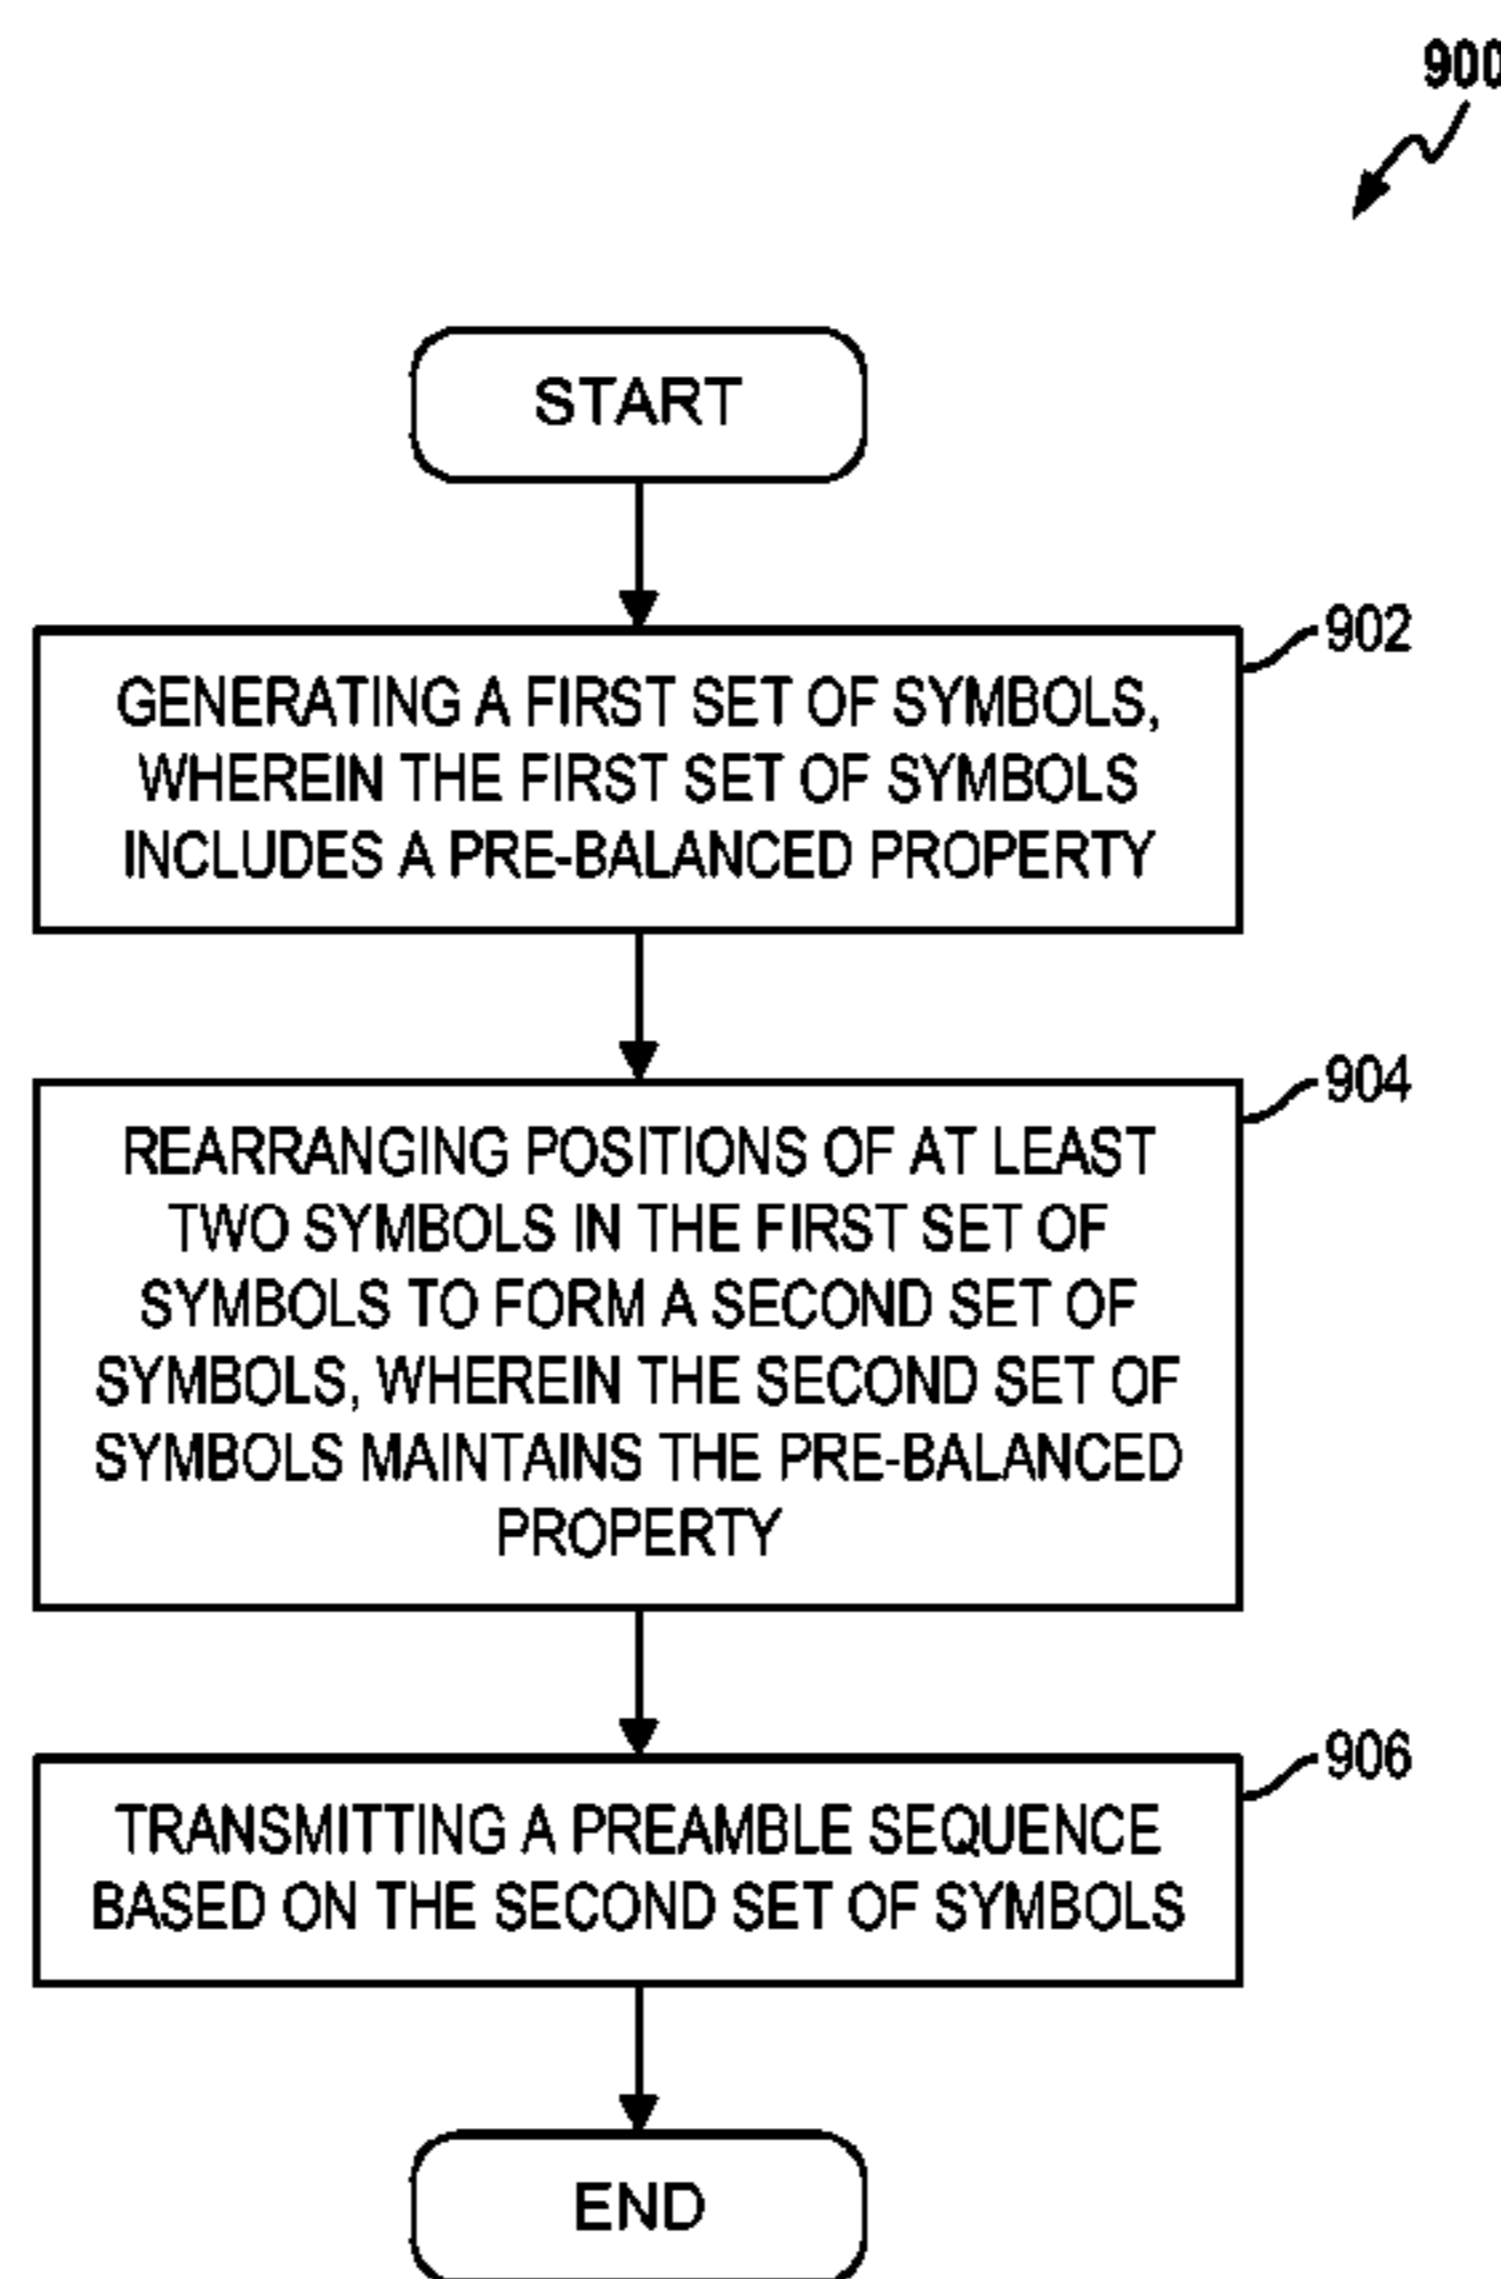 900
START
902
GENERATING A FIRST SET OF SYMBOLS,
WHEREIN THE FIRST SET OF SYMBOLS
INCLUDES A PRE-BALANCED PROPERTY
904
REARRANGING POSITIONS OF AT LEAST
TWO SYMBOLS IN THE FIRST SET OF
SYMBOLS TO FORM A SECOND SET OF
SYMBOLS, WHEREIN THE SECOND SET OF
SYMBOLS MAINTAINS THE PRE-BALANCED
PROPERTY
906
TRANSMITTING A PREAMBLE SEQUENCE
BASED ON THE SECOND SET OF SYMBOLS
END